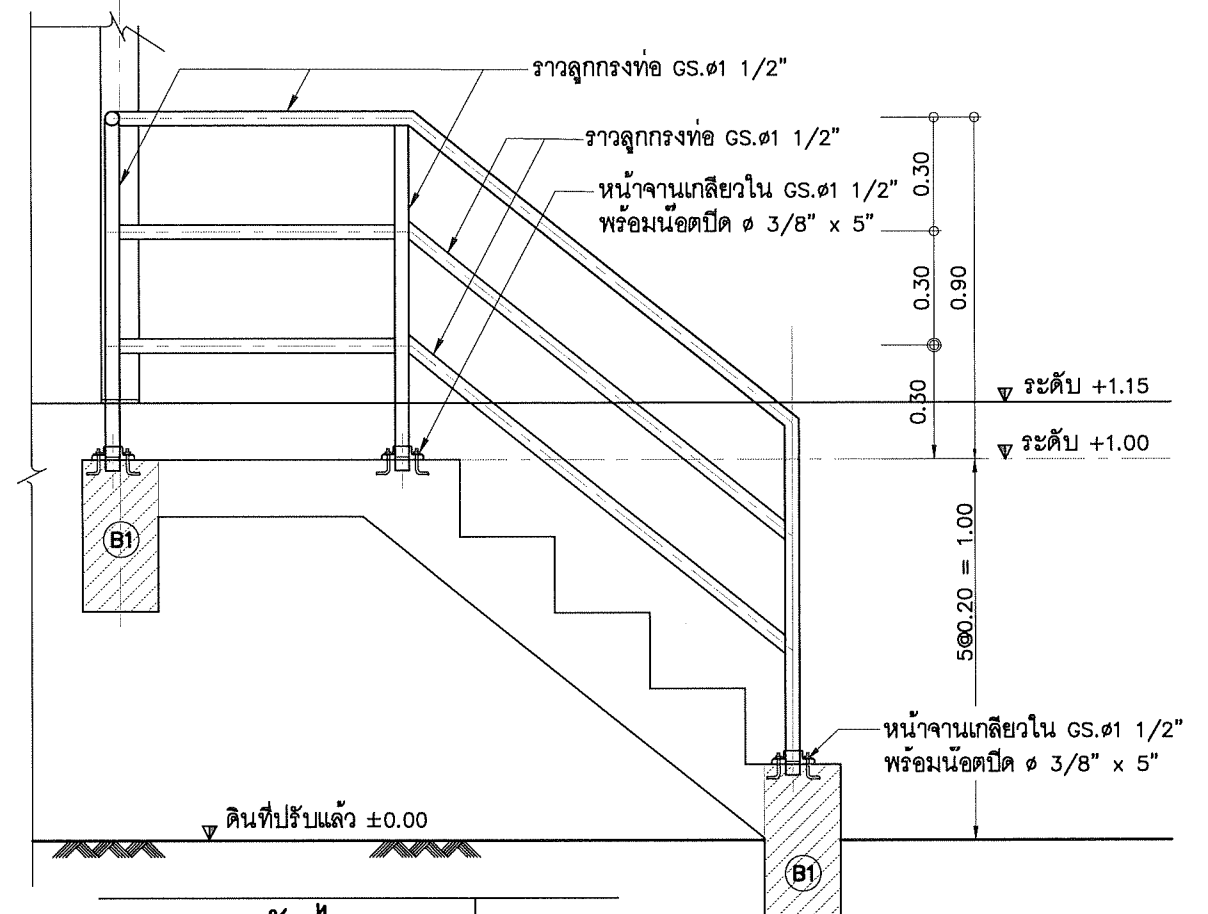 ราวลูกกรงท่อ GS.ø1 1/2"
ราวลูกกรงท่อ GS.ø1 1/2"
หน้าจานเกลียวใน GS.ø1 1/2"
พร้อมน๊อตปีด ø 3/8" x 5"
0.30
0.30
0.90
0.30
ระดับ +1.15
ระดับ +1.00
B1
5@0.20 = 1.00
หน้าจานเกลียวใน GS.ø1 1/2"
พร้อมน๊อตปีด ø 3/8" x 5"
ดินที่ปรับแล้ว ±0.00
B1